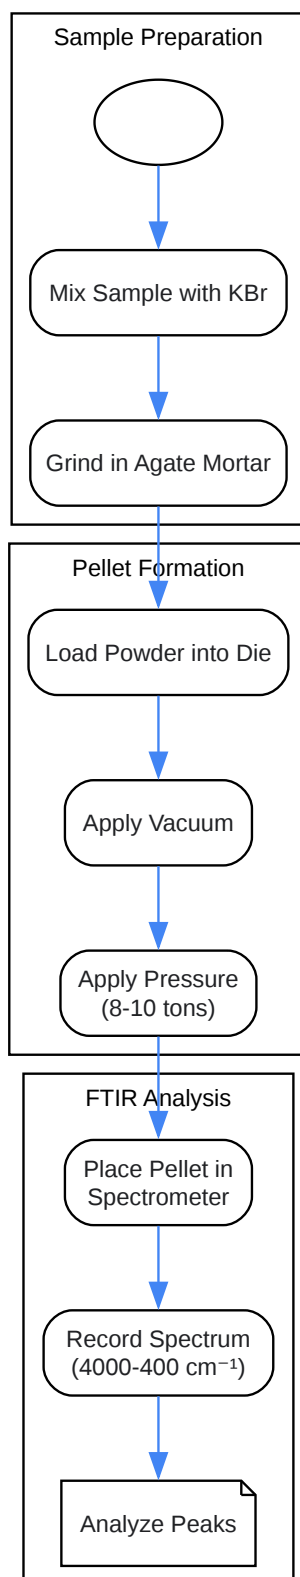 Sample Preparation
Mix Sample with KBr
Grind in Agate Mortar
Pellet Formation
Load Powder into Die
Apply Vacuum
Apply Pressure
(8-10 tons)
FTIR Analysis
Place Pellet in
Spectrometer
Record Spectrum
(4000-400 cm⁻¹)
Analyze Peaks